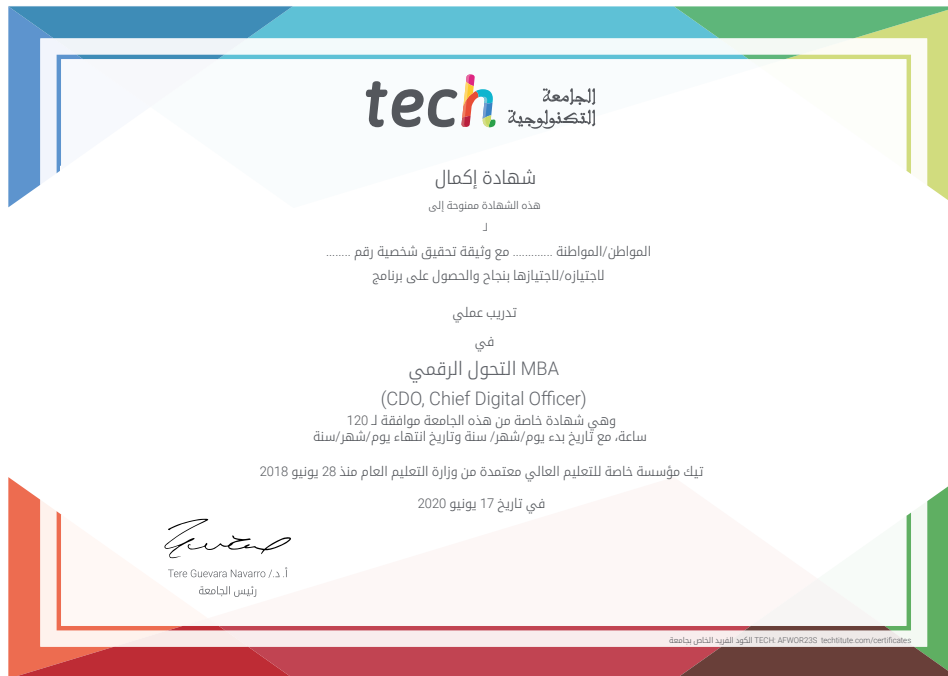 tech الجامعة
التكنولوجية
شهادة إكمال
هذه الشهادة ممنوحة إلى
لـ
المواطن/المواطنة ............ مع وثيقة تحقيق شخصية رقم ........
لاجتيازه/لاجتيازها بنجاح والحصول على برنامج
تدريب عملي
في
MBA التحول الرقمي
(CDO, Chief Digital Officer)
وهي شهادة خاصة من هذه الجامعة موافقة لـ 120
ساعة، مع تاريخ بدء يوم/شهر/ سنة وتاريخ انتهاء يوم/شهر/سنة
تيك مؤسسة خاصة للتعليم العالي معتمدة من وزارة التعليم العام منذ 28 يونيو 2018
في تاريخ 17 يونيو 2020
أ. د./ Tere Guevara Navarro
رئيس الجامعة
الكود الفريد الخاص بجامعة TECH: AFWOR23S techtitute.com/certificates